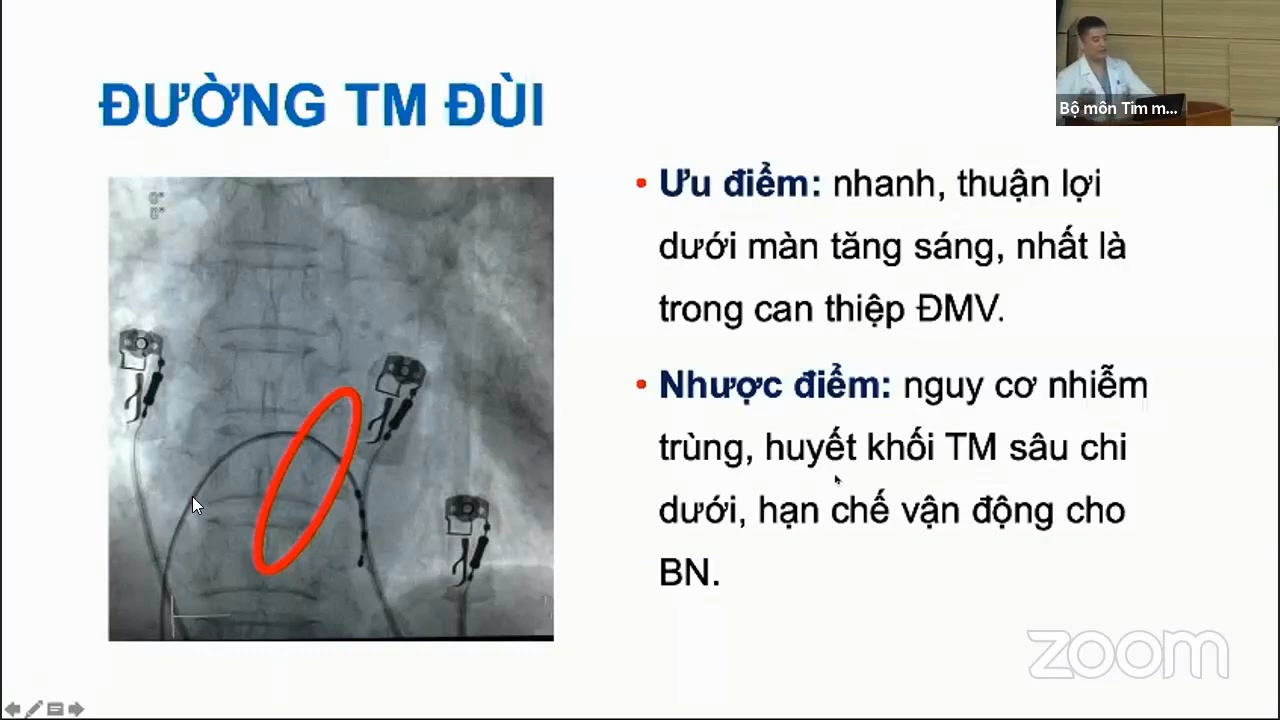 ĐƯỜNG TM ĐÙI
Bộ môn Tim m...
0°
0°
• Ưu điểm: nhanh, thuận lợi
dưới màn tăng sáng, nhất là
trong can thiệp ĐMV.
• Nhược điểm: nguy cơ nhiễm
trùng, huyết khối TM sâu chi
dưới, hạn chế vận động cho
BN.
zoom